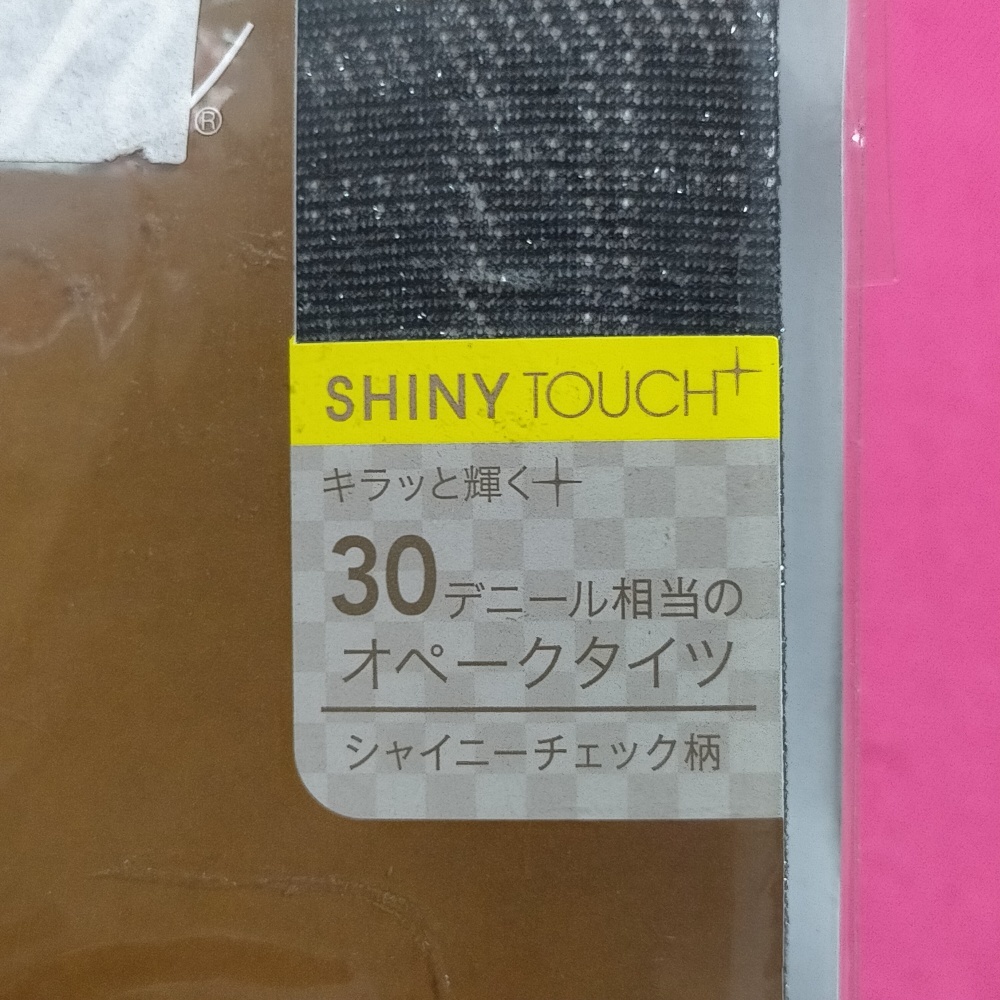 ®
SHINY TOUCH
キラッと輝く
30デニール相当の
オペークタイツ
シャイニーチェック柄